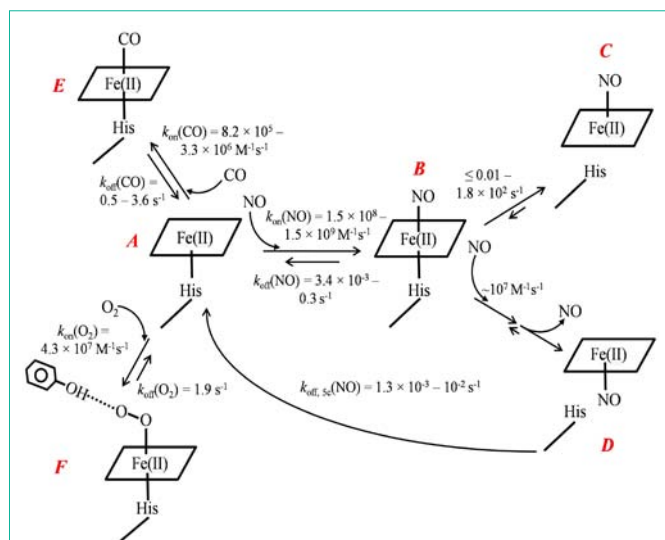 CO
E
Fe(II)
His
kon(CO) = 8.2 × 10⁵ –
3.3 × 10⁶ M⁻¹s⁻¹
koff(CO) =
0.5 – 3.6 s⁻¹
CO
C
NO
Fe(II)
His
≤ 0.01 –
1.8 × 10² s⁻¹
B
NO
Fe(II)
His
NO
kon(NO) = 1.5 × 10⁸ –
1.5 × 10⁹ M⁻¹s⁻¹
koff(NO) = 3.4 × 10⁻³ –
0.3 s⁻¹
A
Fe(II)
His
NO
~10⁷ M⁻¹s⁻¹
NO
Fe(II)
NO
His
D
O₂
kon(O₂) =
4.3 × 10⁷ M⁻¹s⁻¹
koff(O₂) = 1.9 s⁻¹
koff, 5c(NO) = 1.3 × 10⁻³ – 10⁻² s⁻¹
OH
O
O
F
Fe(II)
His